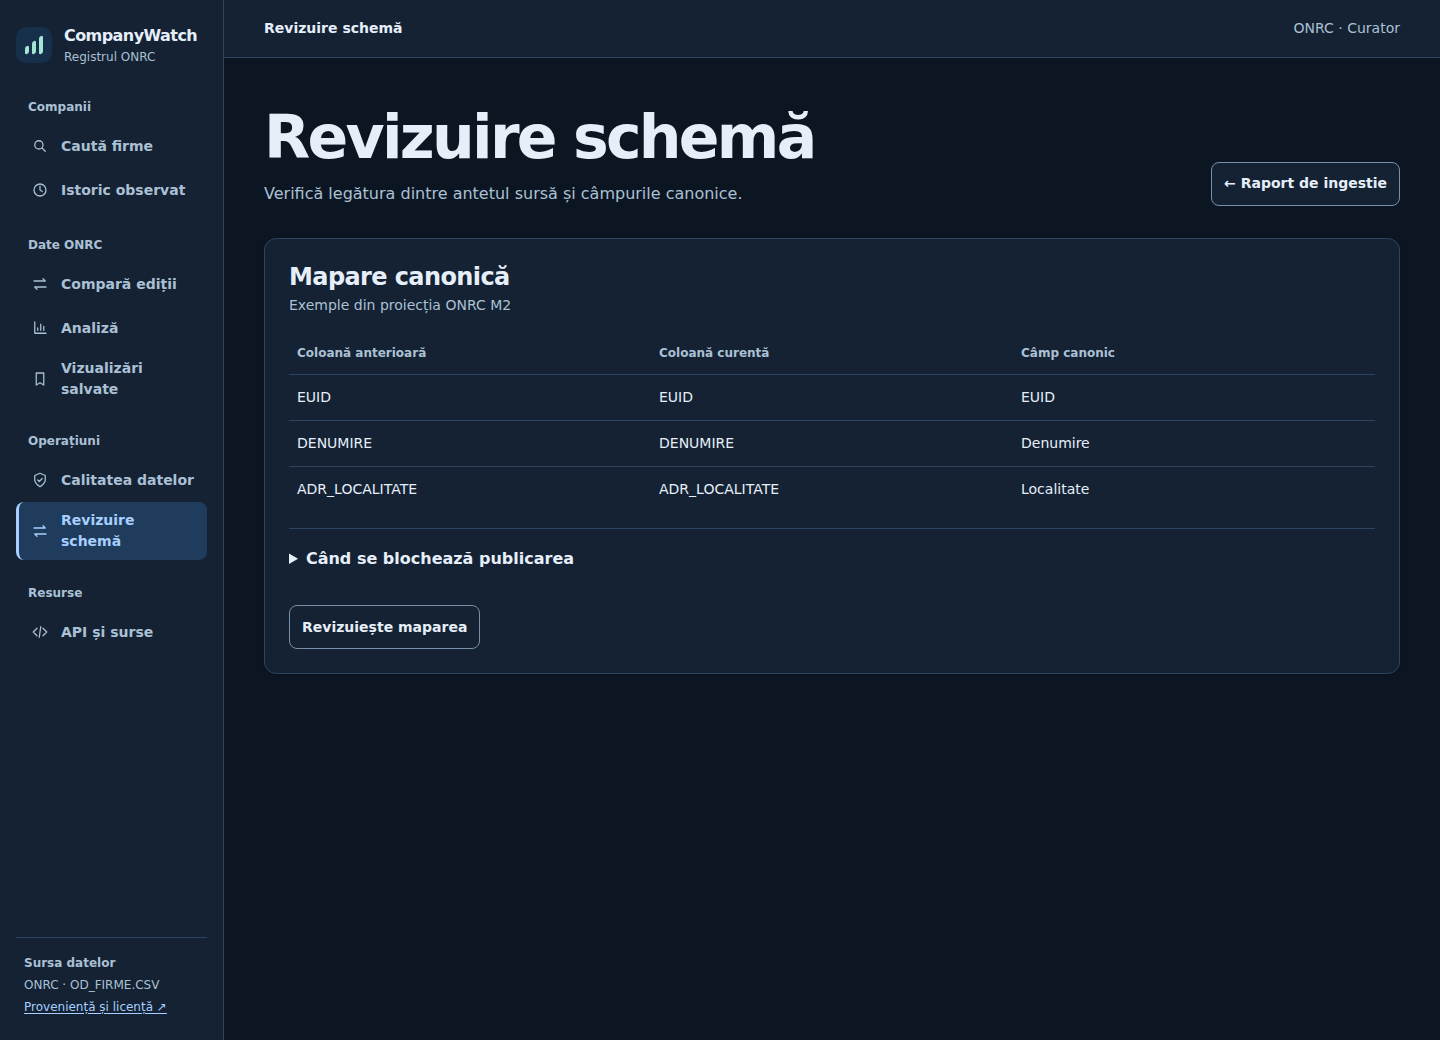 CompanyWatch
Registrul ONRC
Companii
Caută firme
Istoric observat
Date ONRC
Compară ediții
Analiză
Vizualizări
salvate
Operațiuni
Calitatea datelor
Revizuire
schemă
Resurse
API și surse
Sursa datelor
ONRC · OD_FIRME.CSV
Proveniență și licență ↗
Revizuire schemă
ONRC · Curator
Revizuire schemă
Verifică legătura dintre antetul sursă și câmpurile canonice.
← Raport de ingestie
Mapare canonică
Exemple din proiecția ONRC M2
Coloană anterioară Coloană curentă Câmp canonic
EUID EUID EUID
DENUMIRE DENUMIRE Denumire
ADR_LOCALITATE ADR_LOCALITATE Localitate
▶ Când se blochează publicarea
Revizuiește maparea